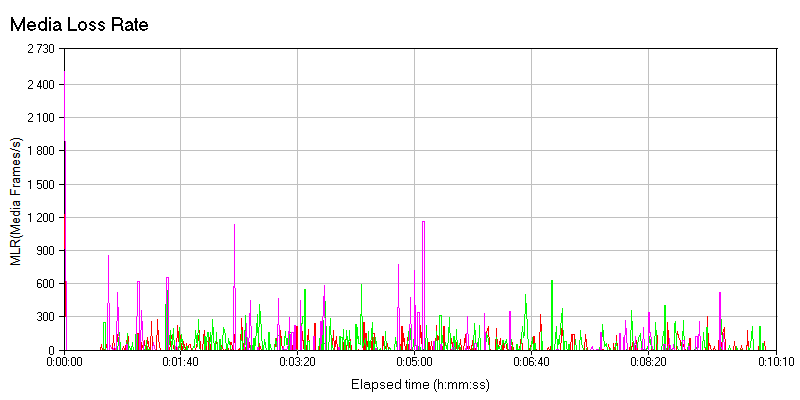 Media Loss Rate
2 730
2 400
2 100
1 800
1 500
1 200
900
600
300
0
MLR(Media Frames/s)
0:00:00 0:01:40 0:03:20 0:05:00 0:06:40 0:08:20 0:10:10
Elapsed time (h:mm:ss)